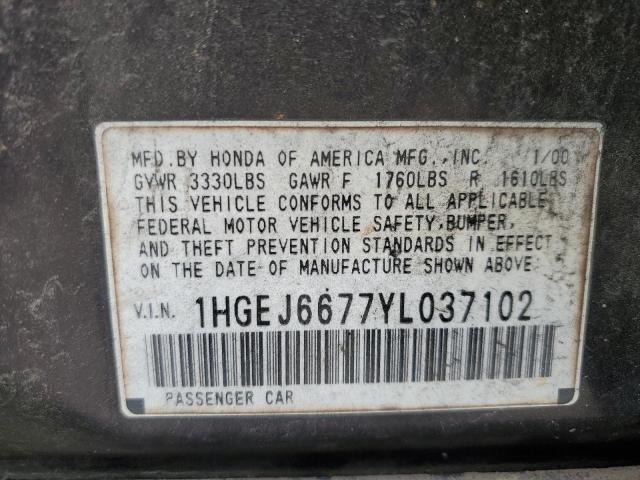 MFD.BY HONDA OF AMERICA MFG.,INC. 1/00
GVWR 3330LBS GAWR F 1760LBS R 1610LBS
THIS VEHICLE CONFORMS TO ALL APPLICABLE
FEDERAL MOTOR VEHICLE SAFETY,BUMPER,
AND THEFT PREVENTION STANDARDS IN EFFECT
ON THE DATE OF MANUFACTURE SHOWN ABOVE.
V.I.N. 1HGEJ6677YL037102
PASSENGER CAR